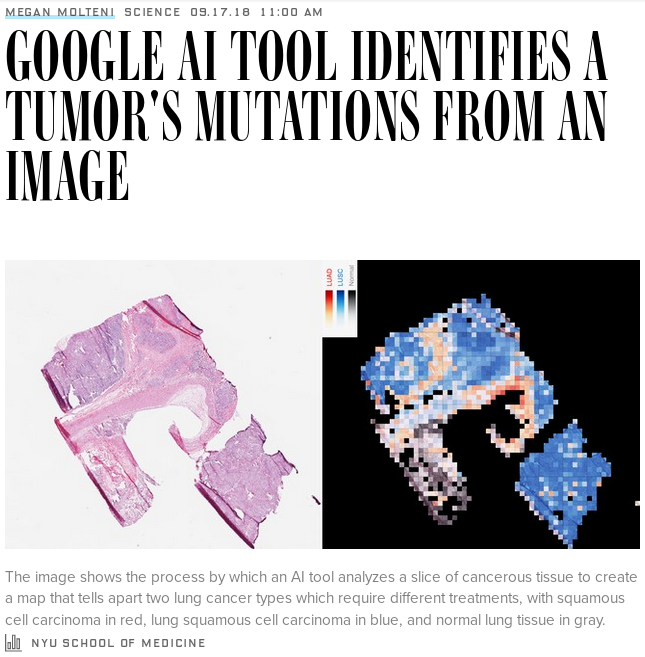 MEGAN MOLTENI SCIENCE 09.17.18 11:00 AM
GOOGLE AI TOOL IDENTIFIES A
TUMOR'S MUTATIONS FROM AN
IMAGE
LUAD
LUSC
Normal
The image shows the process by which an AI tool analyzes a slice of cancerous tissue to create
a map that tells apart two lung cancer types which require different treatments, with squamous
cell carcinoma in red, lung squamous cell carcinoma in blue, and normal lung tissue in gray.
NYU SCHOOL OF MEDICINE